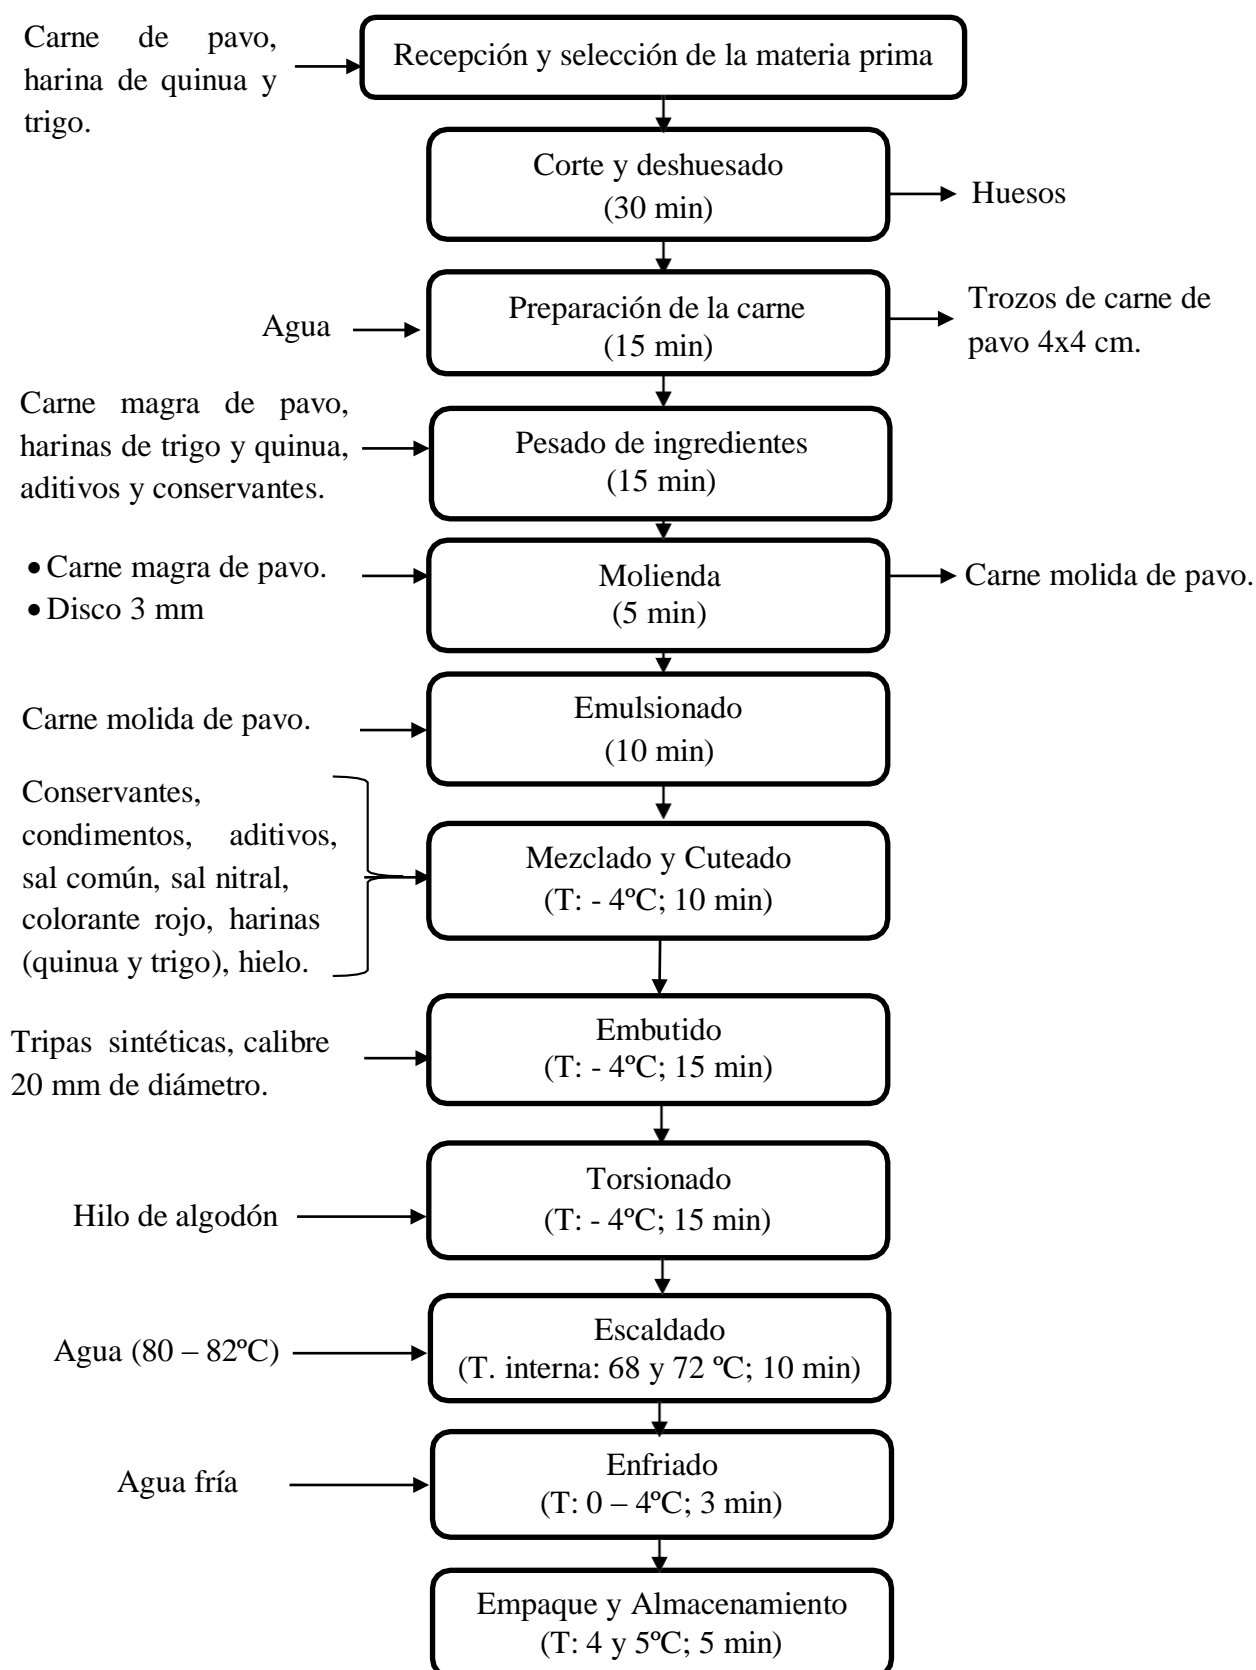 Carne de pavo,
harina de quinua y
trigo.
Recepción y selección de la materia prima
Corte y deshuesado
(30 min)
Huesos
Agua
Preparación de la carne
(15 min)
Trozos de carne de
pavo 4x4 cm.
Carne magra de pavo,
harinas de trigo y quinua,
aditivos y conservantes.
Pesado de ingredientes
(15 min)
• Carne magra de pavo.
• Disco 3 mm
Molienda
(5 min)
Carne molida de pavo.
Carne molida de pavo.
Emulsionado
(10 min)
Conservantes,
condimentos, aditivos,
sal común, sal nitral,
colorante rojo, harinas
(quinua y trigo), hielo.
Mezclado y Cuteado
(T: - 4ºC; 10 min)
Tripas sintéticas, calibre
20 mm de diámetro.
Embutido
(T: - 4ºC; 15 min)
Hilo de algodón
Torsionado
(T: - 4ºC; 15 min)
Agua (80 – 82ºC)
Escaldado
(T. interna: 68 y 72 ºC; 10 min)
Agua fría
Enfriado
(T: 0 – 4ºC; 3 min)
Empaque y Almacenamiento
(T: 4 y 5ºC; 5 min)